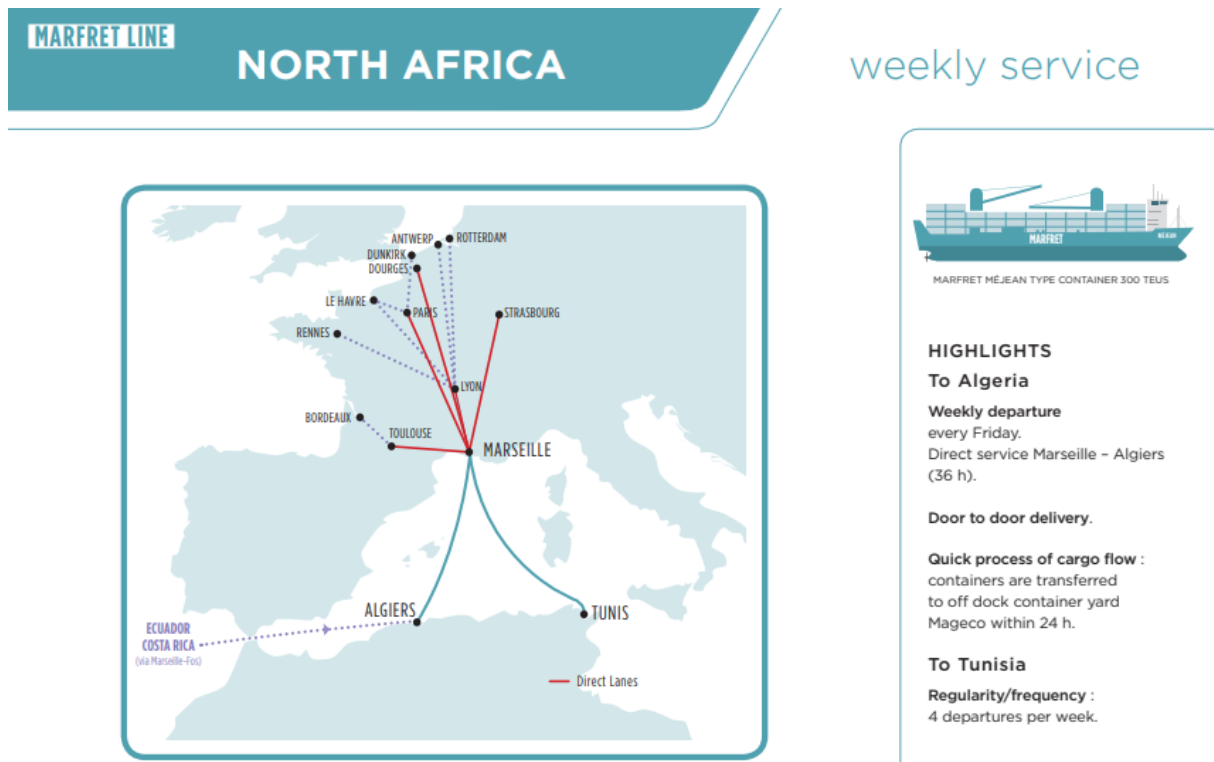 MARFRET LINE
NORTH AFRICA
weekly service
ANTWERP
ROTTERDAM
DUNKIRK
DOURGES
LE HAVRE
PARIS
STRASBOURG
RENNES
LYON
BORDEAUX
TOULOUSE
MARSEILLE
ALGIERS
TUNIS
ECUADOR
COSTA RICA
(via Marseille-Fos)
Direct Lanes
MARFRET
MÉJEAN
MARFRET MÉJEAN TYPE CONTAINER 300 TEUS
HIGHLIGHTS
To Algeria
Weekly departure
every Friday.
Direct service Marseille – Algiers
(36 h).
Door to door delivery.
Quick process of cargo flow :
containers are transferred
to off dock container yard
Mageco within 24 h.
To Tunisia
Regularity/frequency :
4 departures per week.